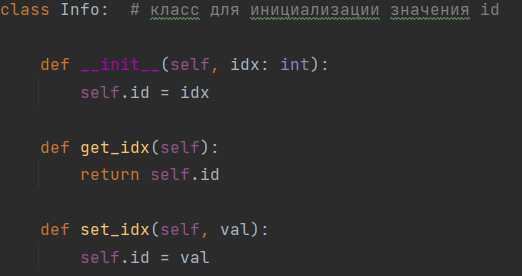 class Info:  # класс для инициализации значения id
def __init__(self, idx: int):
self.id = idx
def get_idx(self):
return self.id
def set_idx(self, val):
self.id = val